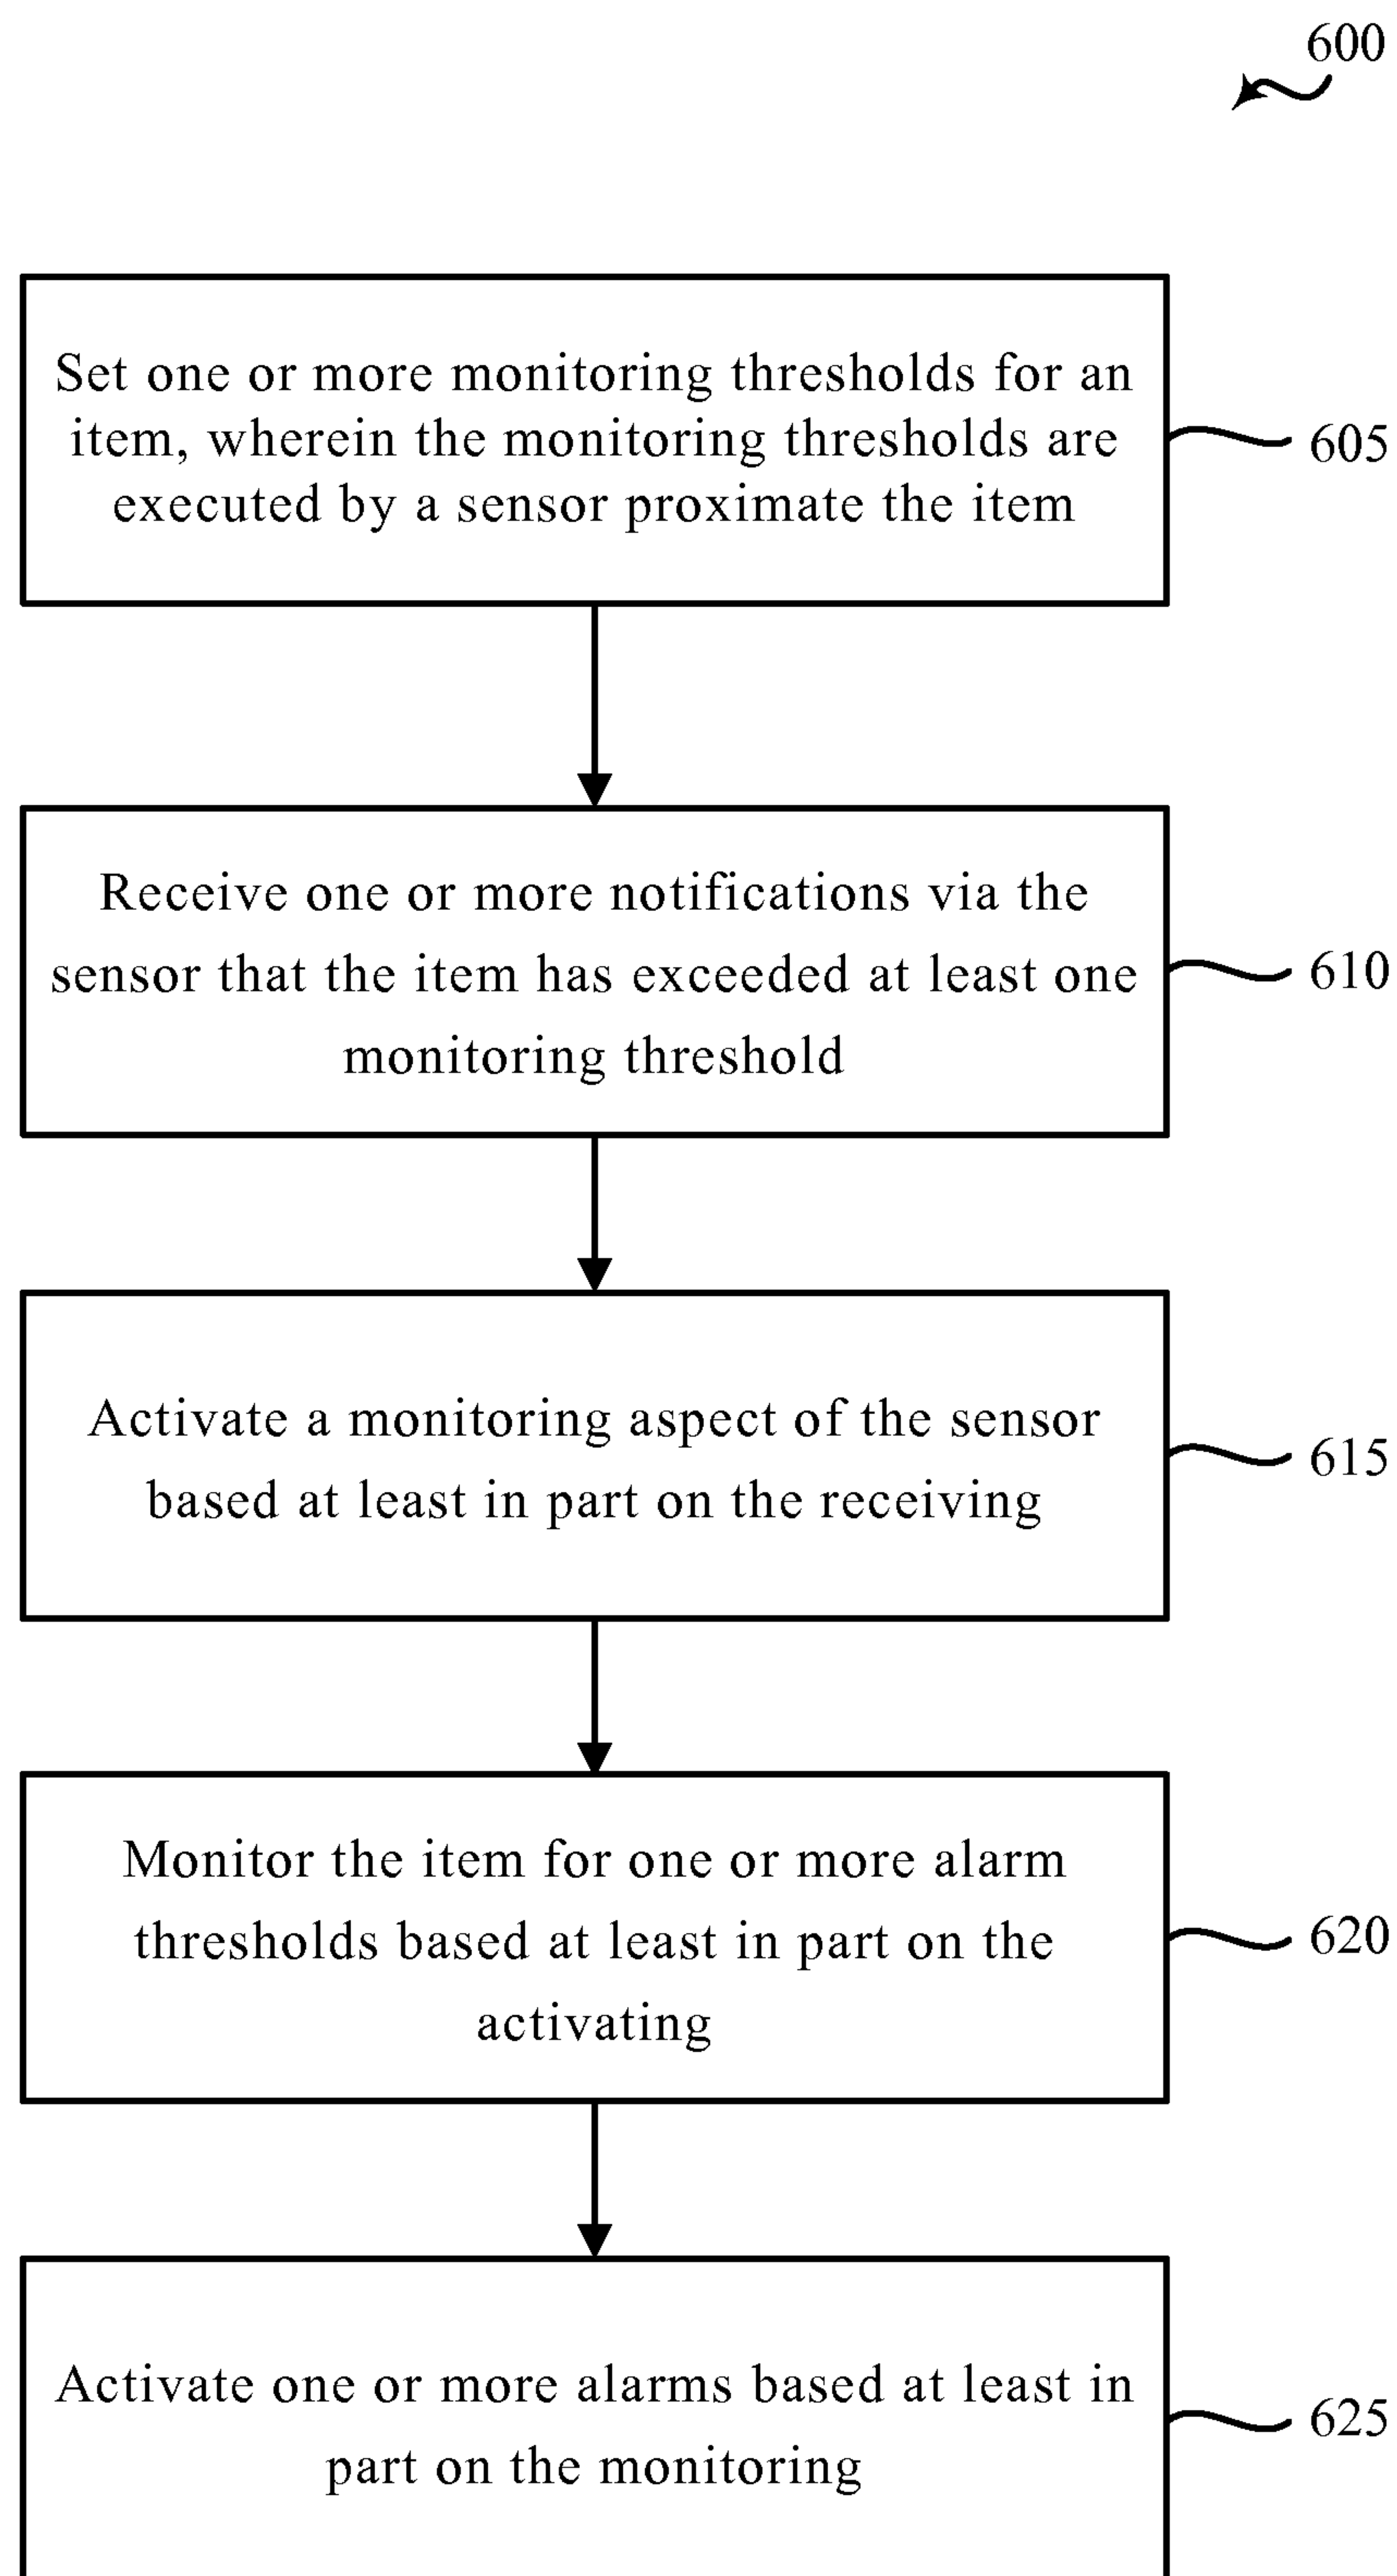 600
Set one or more monitoring thresholds for an
item, wherein the monitoring thresholds are
executed by a sensor proximate the item
605
Receive one or more notifications via the
sensor that the item has exceeded at least one
monitoring threshold
610
Activate a monitoring aspect of the sensor
based at least in part on the receiving
615
Monitor the item for one or more alarm
thresholds based at least in part on the
activating
620
Activate one or more alarms based at least in
part on the monitoring
625